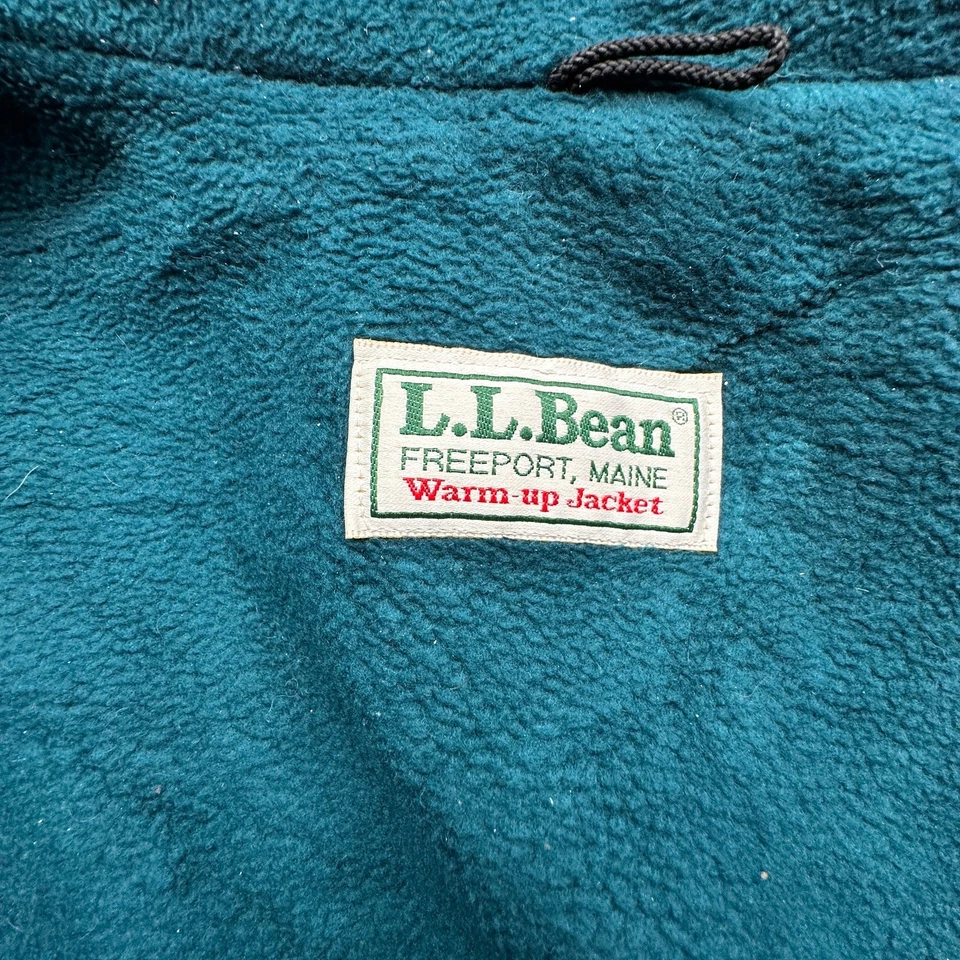 L.L.Bean®
FREEPORT, MAINE
Warm-up Jacket